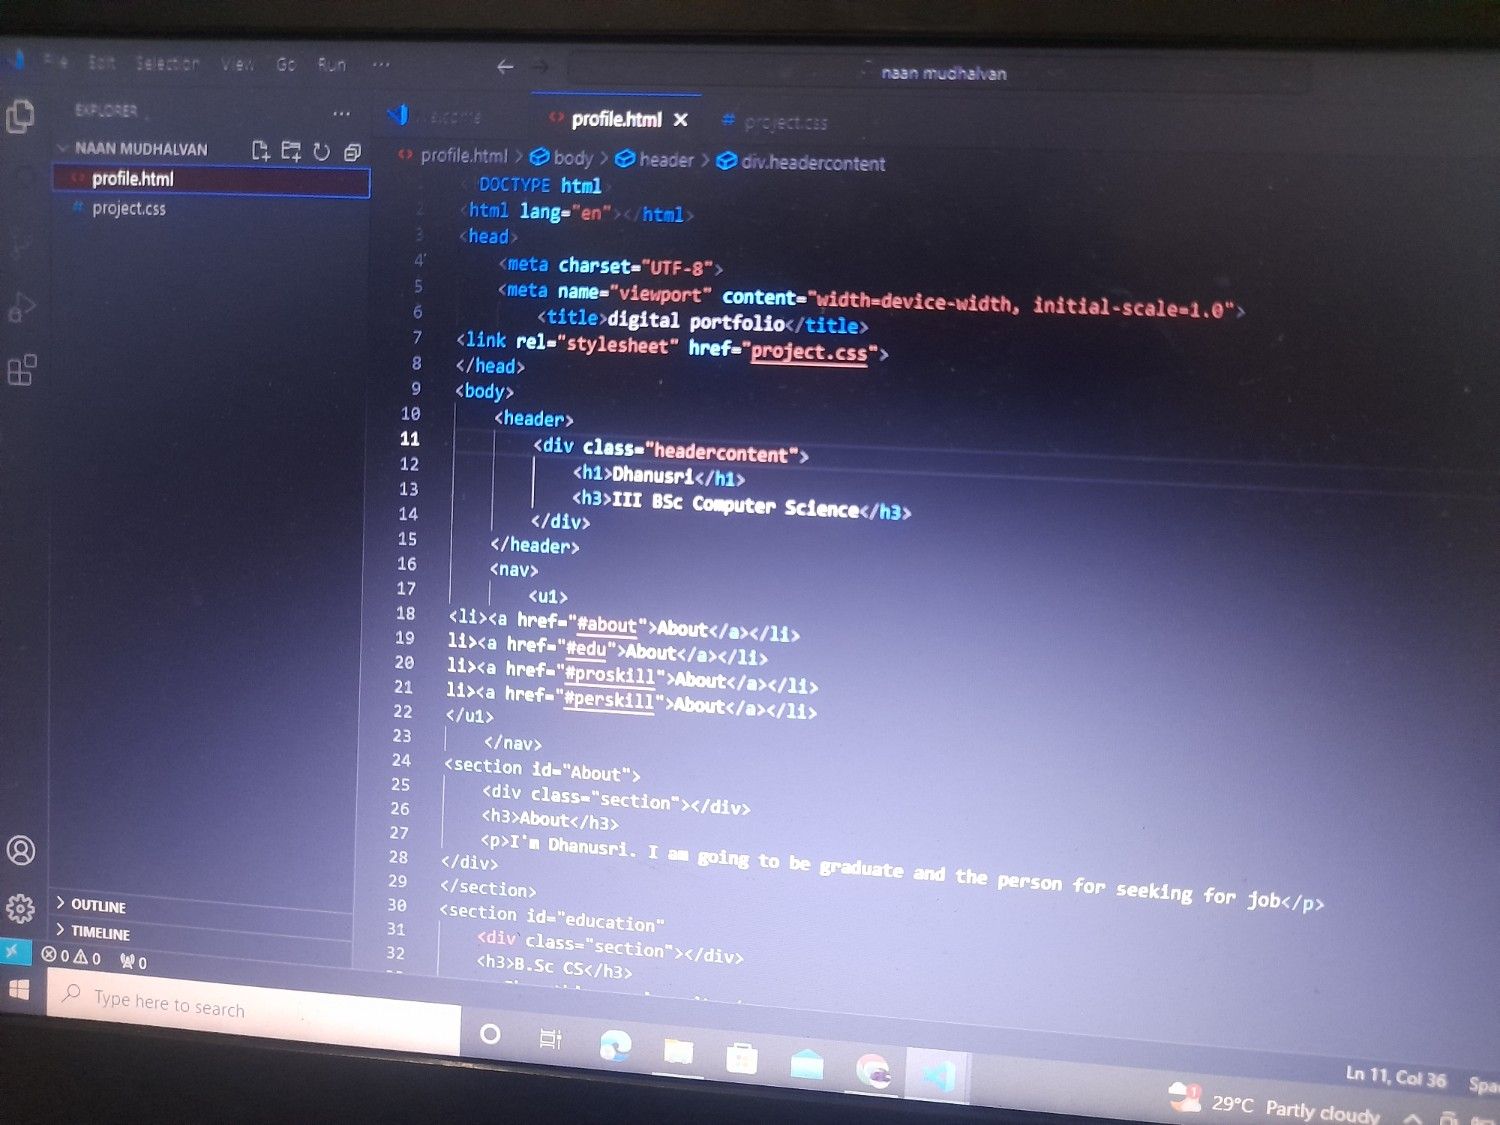 File Edit Selection View Go Run ...
naan mudhalvan
EXPLORER ...
NAAN MUDHALVAN
profile.html
project.css
Welcome
profile.html
# project.css
profile.html > body > header > div.headercontent
DOCTYPE html
2 <html lang="en"></html>
3 <head>
4 <meta charset="UTF-8">
5 <meta name="viewport" content="width=device-width, initial-scale=1.0">
6 <title>digital portfolio</title>
7 <link rel="stylesheet" href="project.css">
8 </head>
9 <body>
10 <header>
11 <div class="headercontent">
12 <h1>Dhanusri</h1>
13 <h3>III BSc Computer Science</h3>
14 </div>
15 </header>
16 <nav>
17 <u1>
18 <li><a href="#about">About</a></li>
19 li><a href="#edu">About</a></li>
20 li><a href="#proskill">About</a></li>
21 li><a href="#perskill">About</a></li>
22 </u1>
23 </nav>
24 <section id="About">
25 <div class="section"></div>
26 <h3>About</h3>
27 <p>I'm Dhanusri. I am going to be graduate and the person for seeking for job</p>
28 </div>
29 </section>
30 <section id="education"
31 <div class="section"></div>
32 <h3>B.Sc CS</h3>
OUTLINE
TIMELINE
0 0 0
Ln 11, Col 36
Type here to search
1
29°C Partly cloudy